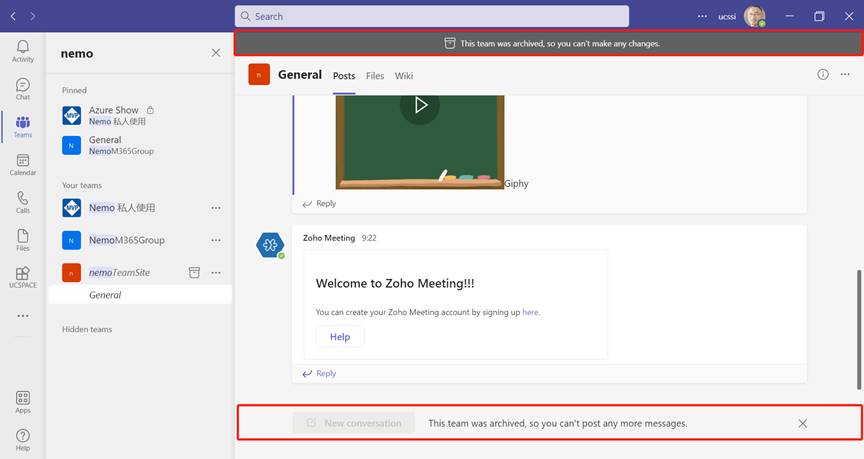 Search
ucssi
This team was archived, so you can't make any changes.
Activity
Chat
Teams
Calendar
Calls
Files
UCSPACE
Apps
Help
nemo
Pinned
MVP
Azure Show
Nemo 私人使用
N
General
NemoM365Group
Your teams
MVP
Nemo 私人使用
N
NemoM365Group
n
nemoTeamSite
General
Hidden teams
n
General
Posts
Files
Wiki
Giphy
Reply
Zoho Meeting 9:22
Welcome to Zoho Meeting!!!
You can create your Zoho Meeting account by signing up here.
Help
Reply
New conversation
This team was archived, so you can't post any more messages.